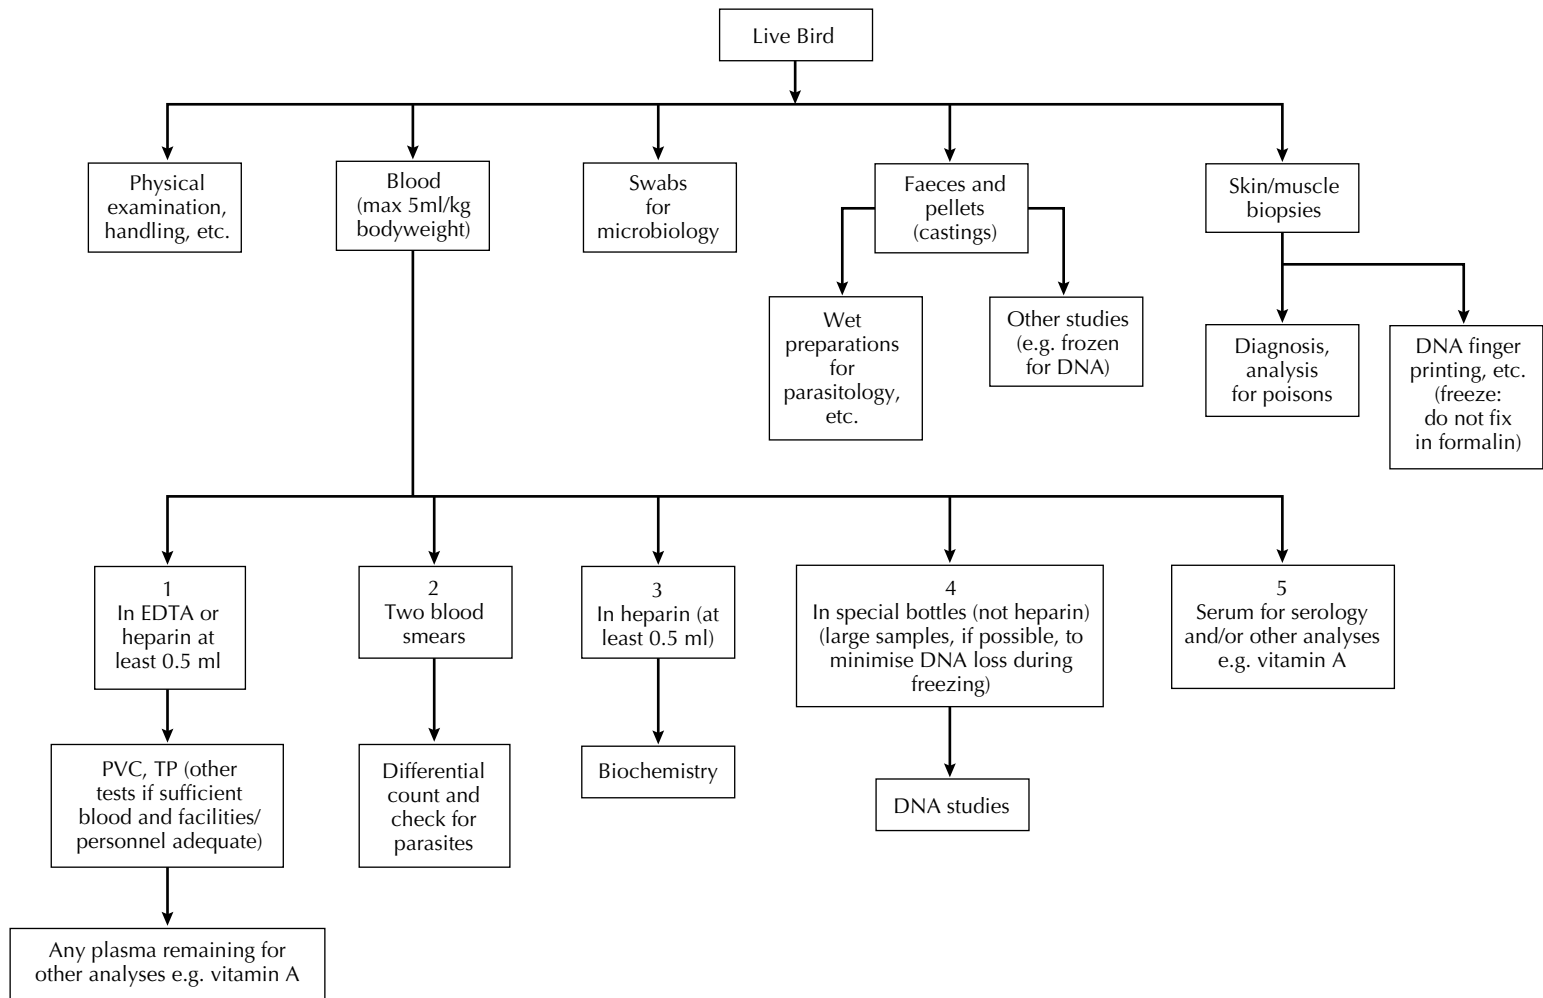 Live Bird
Physical
examination,
handling, etc.
Blood
(max 5ml/kg
bodyweight)
Swabs
for
microbiology
Faeces and
pellets
(castings)
Skin/muscle
biopsies
Wet
preparations
for
parasitology,
etc.
Other studies
(e.g. frozen
for DNA)
Diagnosis,
analysis
for poisons
DNA finger
printing, etc.
(freeze:
do not fix
in formalin)
1
In EDTA or
heparin at
least 0.5 ml
2
Two blood
smears
3
In heparin (at
least 0.5 ml)
4
In special bottles (not heparin)
(large samples, if possible, to
minimise DNA loss during
freezing)
5
Serum for serology
and/or other analyses
e.g. vitamin A
PVC, TP (other
tests if sufficient
blood and facilities/
personnel adequate)
Differential
count and
check for
parasites
Biochemistry
DNA studies
Any plasma remaining for
other analyses e.g. vitamin A